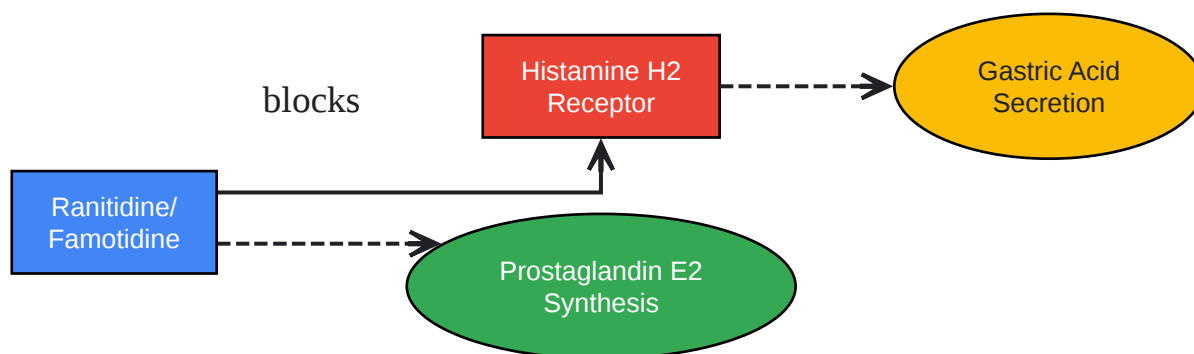 Histamine H2
Receptor
Gastric Acid
Secretion
blocks
Ranitidine/
Famotidine
Prostaglandin E2
Synthesis